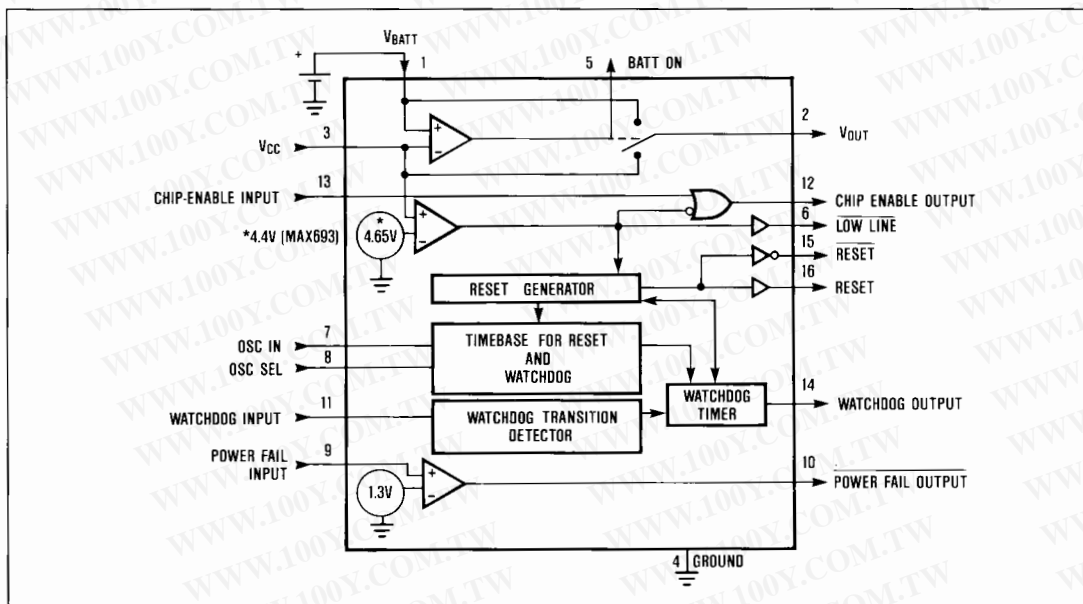 VBATT
+
1
5
BATT ON
3
VCC
2
VOUT
+
−
13
CHIP-ENABLE INPUT
12
CHIP ENABLE OUTPUT
*
4.65V
*4.4V (MAX693)
+
−
6
LOW LINE
15
RESET
16
RESET
RESET GENERATOR
7
OSC IN
8
OSC SEL
TIMEBASE FOR RESET
AND
WATCHDOG
11
WATCHDOG INPUT
WATCHDOG TRANSITION
DETECTOR
WATCHDOG
TIMER
14
WATCHDOG OUTPUT
9
POWER FAIL
INPUT
1.3V
+
−
10
POWER FAIL OUTPUT
4
GROUND
WWW.100Y.COM.TW